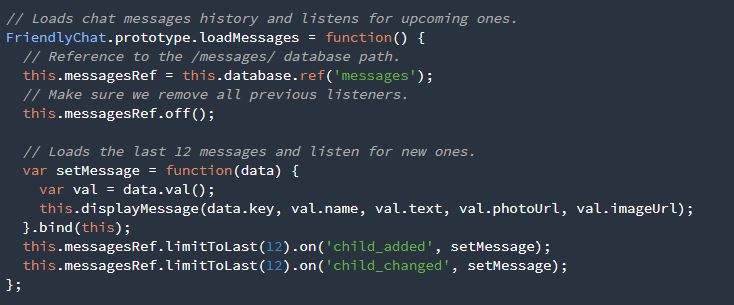 // Loads chat messages history and listens for upcoming ones.
FriendlyChat.prototype.loadMessages = function() {
  // Reference to the /messages/ database path.
  this.messagesRef = this.database.ref('messages');
  // Make sure we remove all previous listeners.
  this.messagesRef.off();

  // Loads the last 12 messages and listen for new ones.
  var setMessage = function(data) {
    var val = data.val();
    this.displayMessage(data.key, val.name, val.text, val.photoUrl, val.imageUrl);
  }.bind(this);
  this.messagesRef.limitToLast(12).on('child_added', setMessage);
  this.messagesRef.limitToLast(12).on('child_changed', setMessage);
};